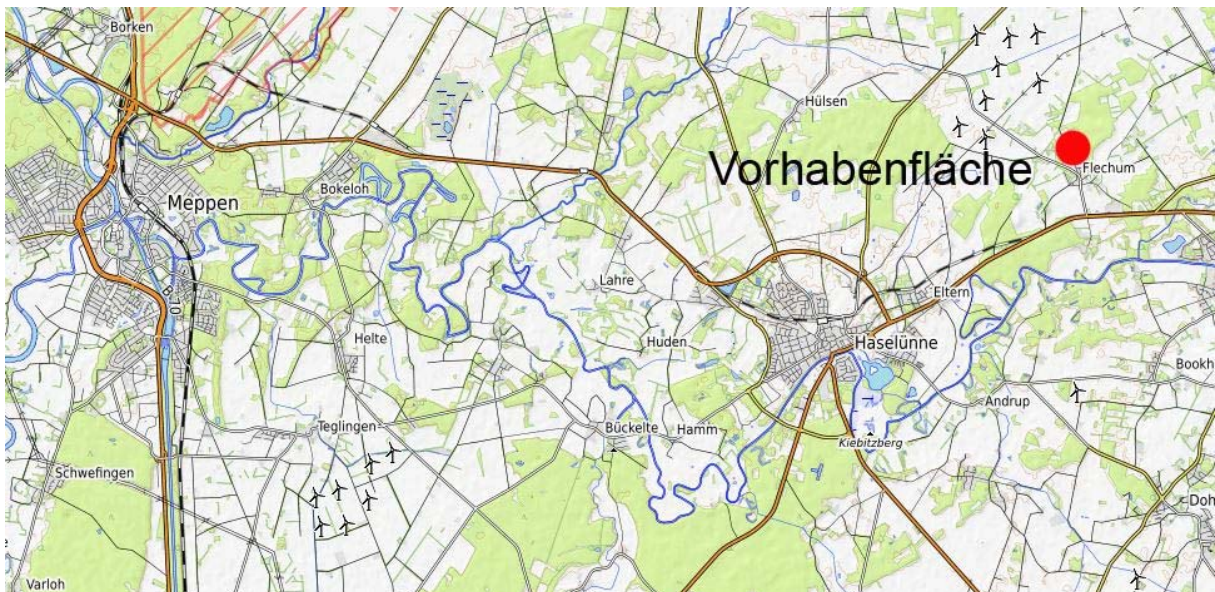 Borken
Hülsen
Vorhabenfläche
Flechum
Bokeloh
Meppen
Lahre
Eltern
Helte
Huden
Haselünne
Bookh
Andrup
Teglingen
Bückelte
Hamm
Kiebitzberg
Schwefingen
Doh
Varloh